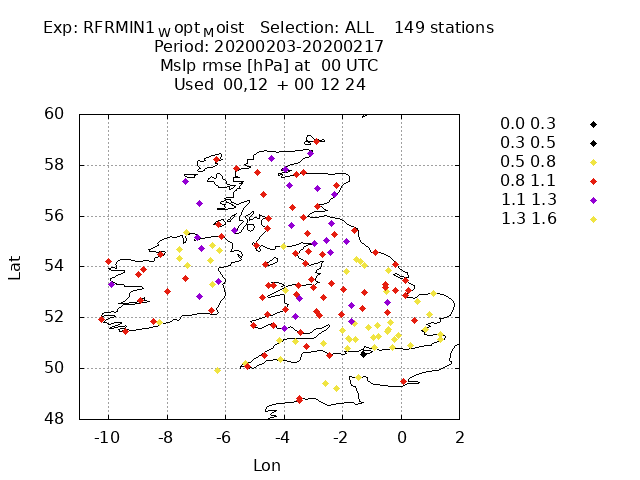 Exp: RFRMIN1WoptMoist Selection: ALL 149 stations
Period: 20200203-20200217
Mslp rmse [hPa] at 00 UTC
Used 00,12 + 00 12 24
60
58
56
54
52
50
48
Lat
-10 -8 -6 -4 -2 0 2
Lon
0.0 0.3
0.3 0.5
0.5 0.8
0.8 1.1
1.1 1.3
1.3 1.6